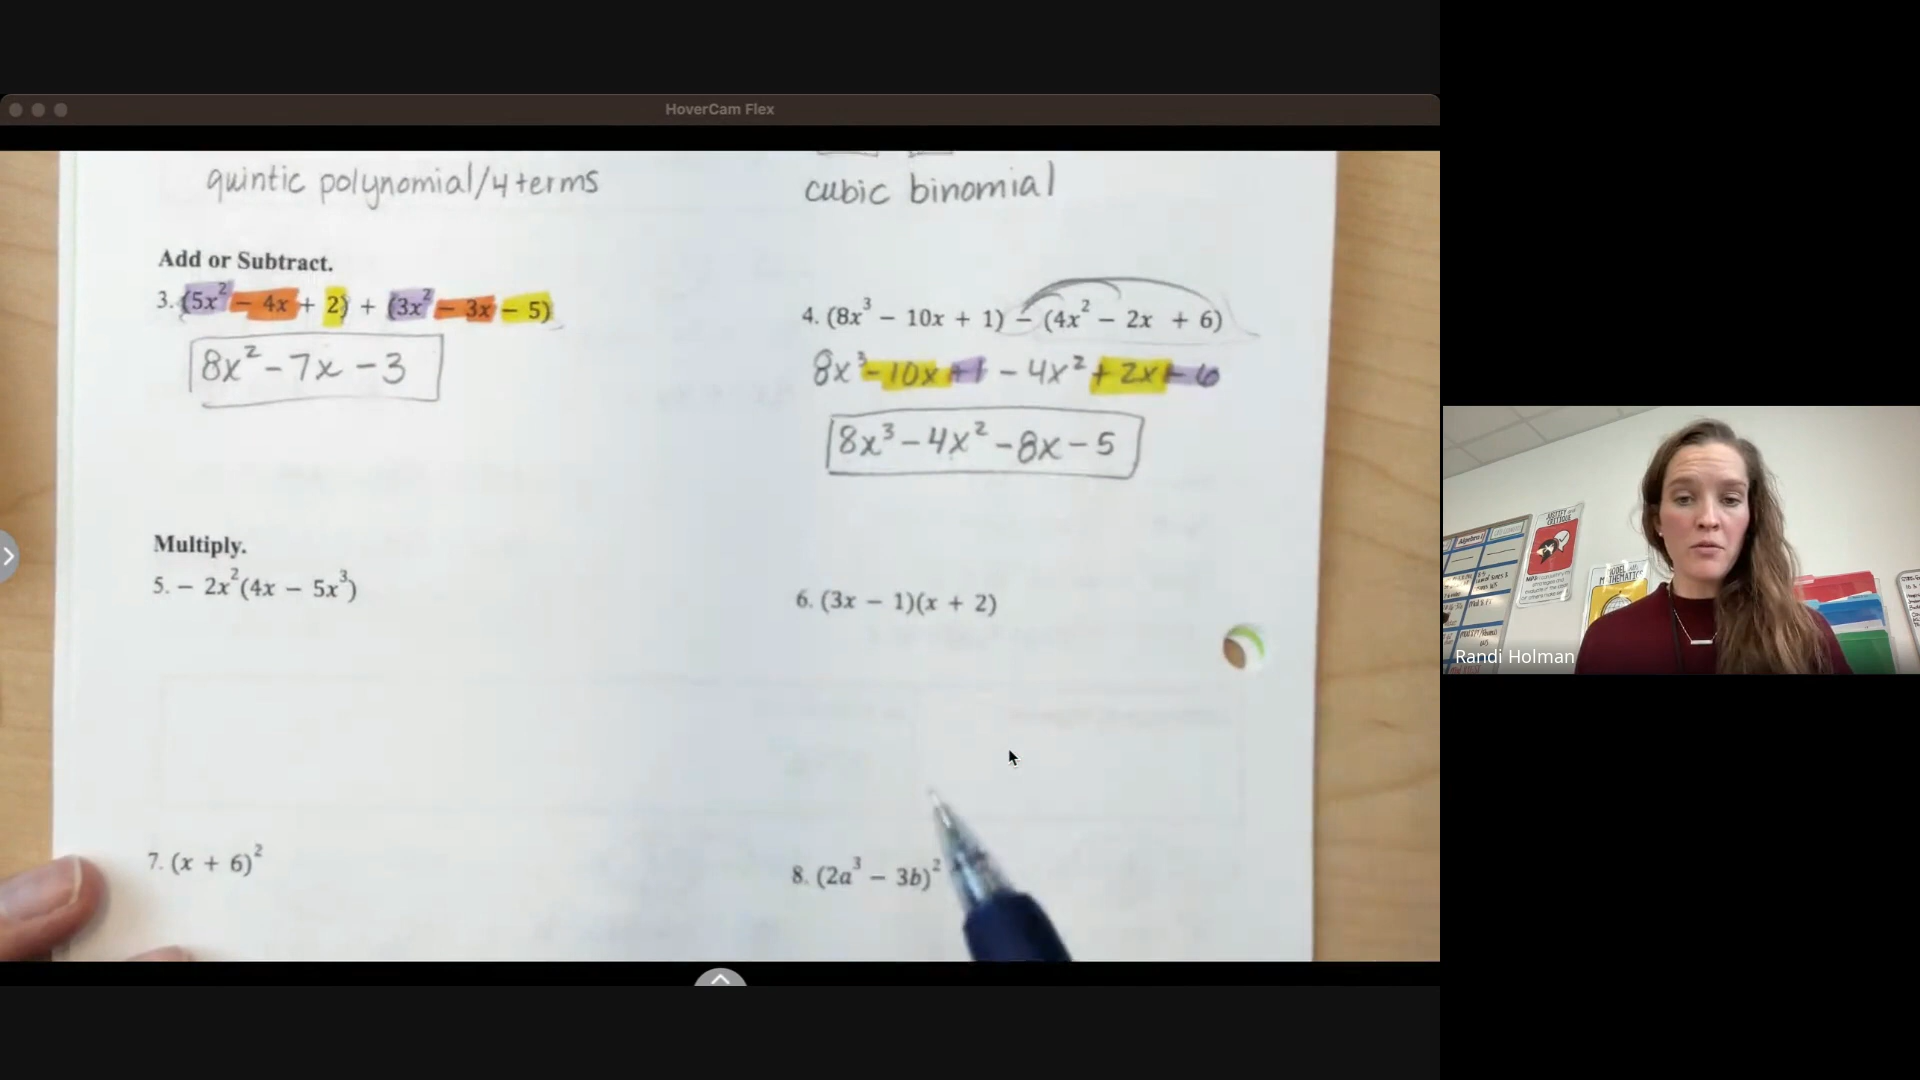 HoverCam Flex
quintic polynomial/4 terms
cubic binomial
Add or Subtract.
3. (5x² − 4x + 2) + (3x² − 3x − 5)
8x² − 7x − 3
4. (8x³ − 10x + 1) − (4x² − 2x + 6)
8x³ − 10x + 1 − 4x² + 2x − 6
8x³ − 4x² − 8x − 5
Multiply.
5. − 2x²(4x − 5x³)
6. (3x − 1)(x + 2)
7. (x + 6)²
8. (2a³ − 3b)²
Randi Holman